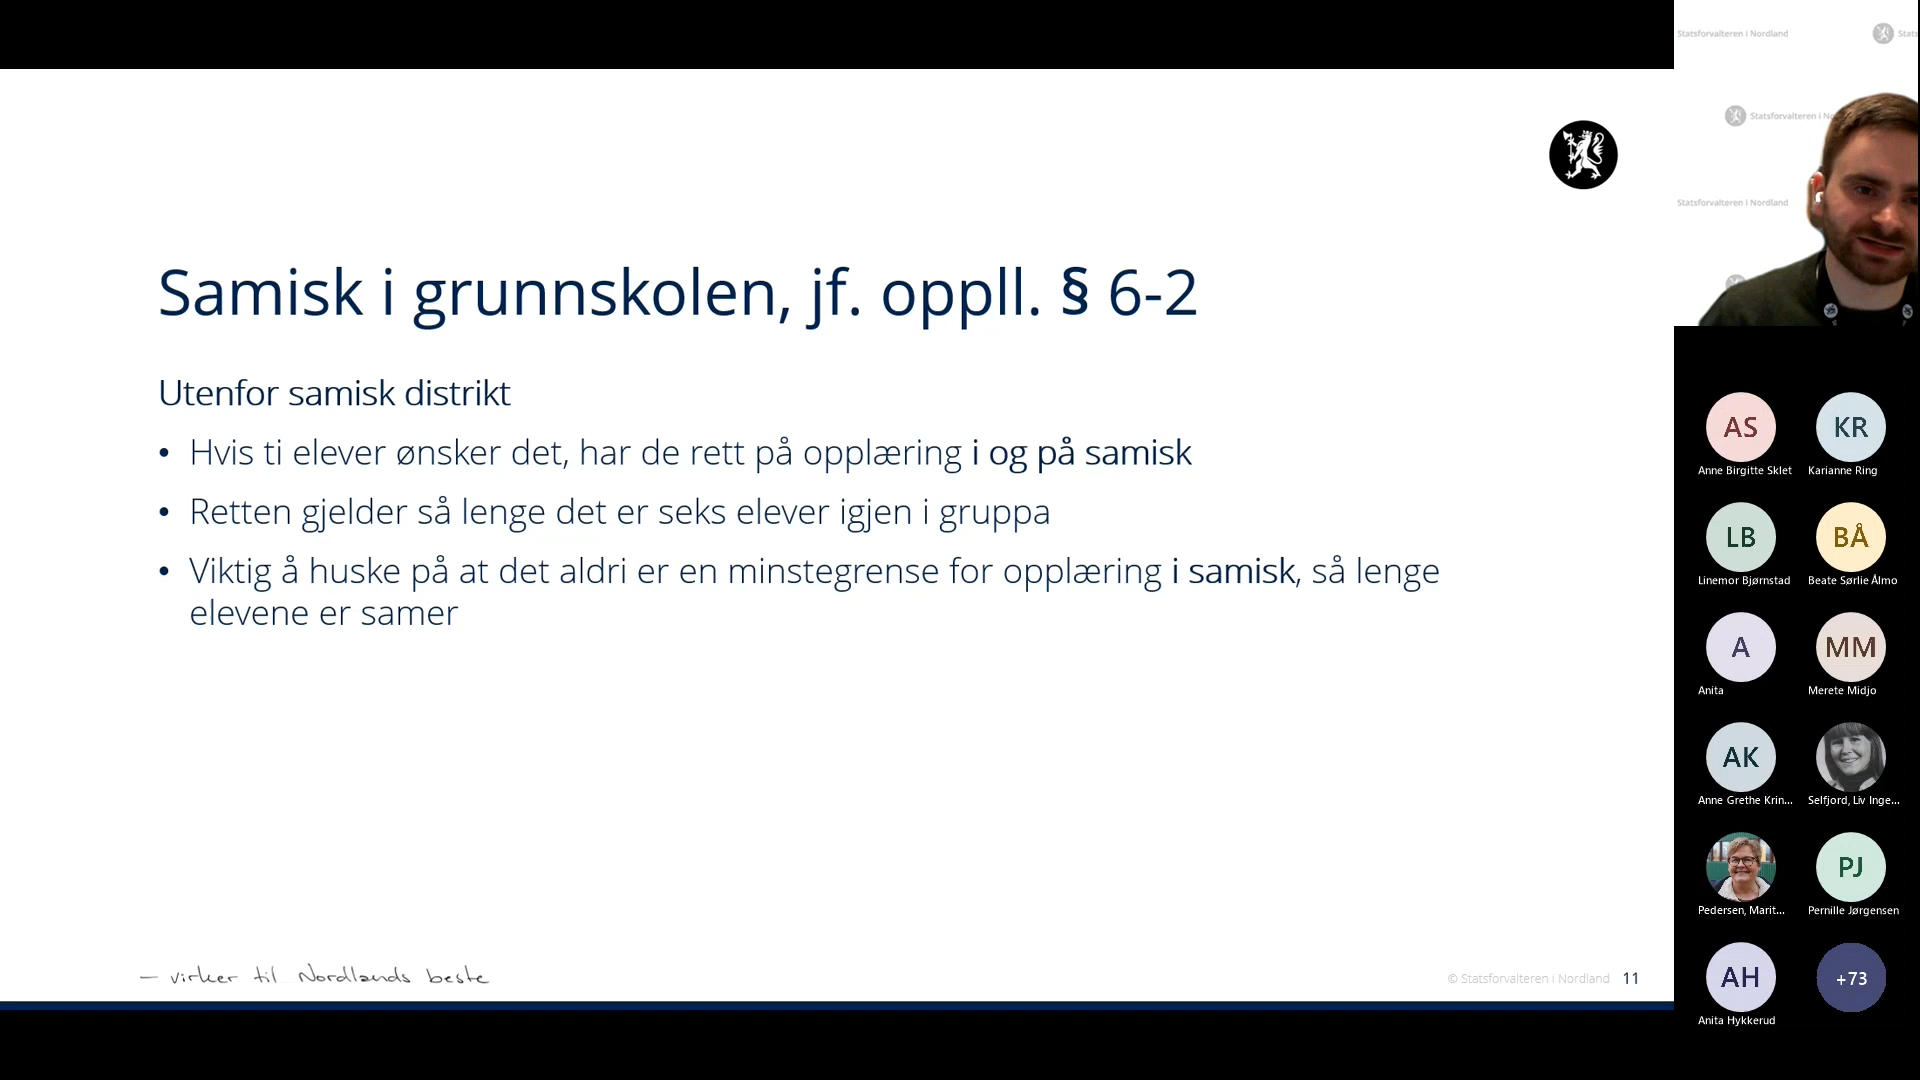 Samisk i grunnskolen, jf. oppll. § 6-2
Utenfor samisk distrikt
• Hvis ti elever ønsker det, har de rett på opplæring i og på samisk
• Retten gjelder så lenge det er seks elever igjen i gruppa
• Viktig å huske på at det aldri er en minstegrense for opplæring i samisk, så lenge
elevene er samer
– virker til Nordlands beste
© Statsforvalteren i Nordland 11
Statsforvalteren i Nordland
Stats
Statsforvalteren i No
Statsforvalteren i Nordland
AS KR
Anne Birgitte Sklet Karianne Ring
LB BÅ
Linemor Bjørnstad Beate Sørlie Ålmo
A MM
Anita Merete Midjo
AK
Anne Grethe Krin... Selfjord, Liv Inge...
PJ
Pedersen, Marit... Pernille Jørgensen
AH +73
Anita Hykkerud